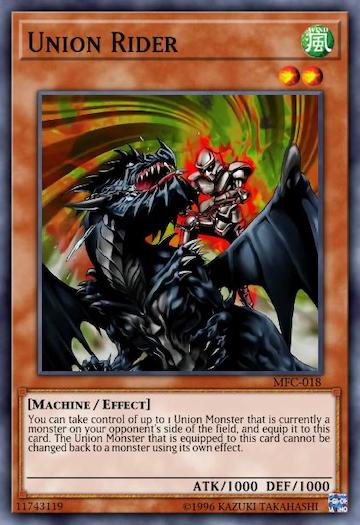 UNION RIDER
WIND
風
MFC-018
[MACHINE / EFFECT]
You can take control of up to 1 Union Monster that is currently a
monster on your opponent's side of the field, and equip it to
this card. The Union Monster that is equipped to this card cannot be
changed back to a monster using its own effect.
ATK/1000 DEF/1000
11743119
©1996 KAZUKI TAKAHASHI